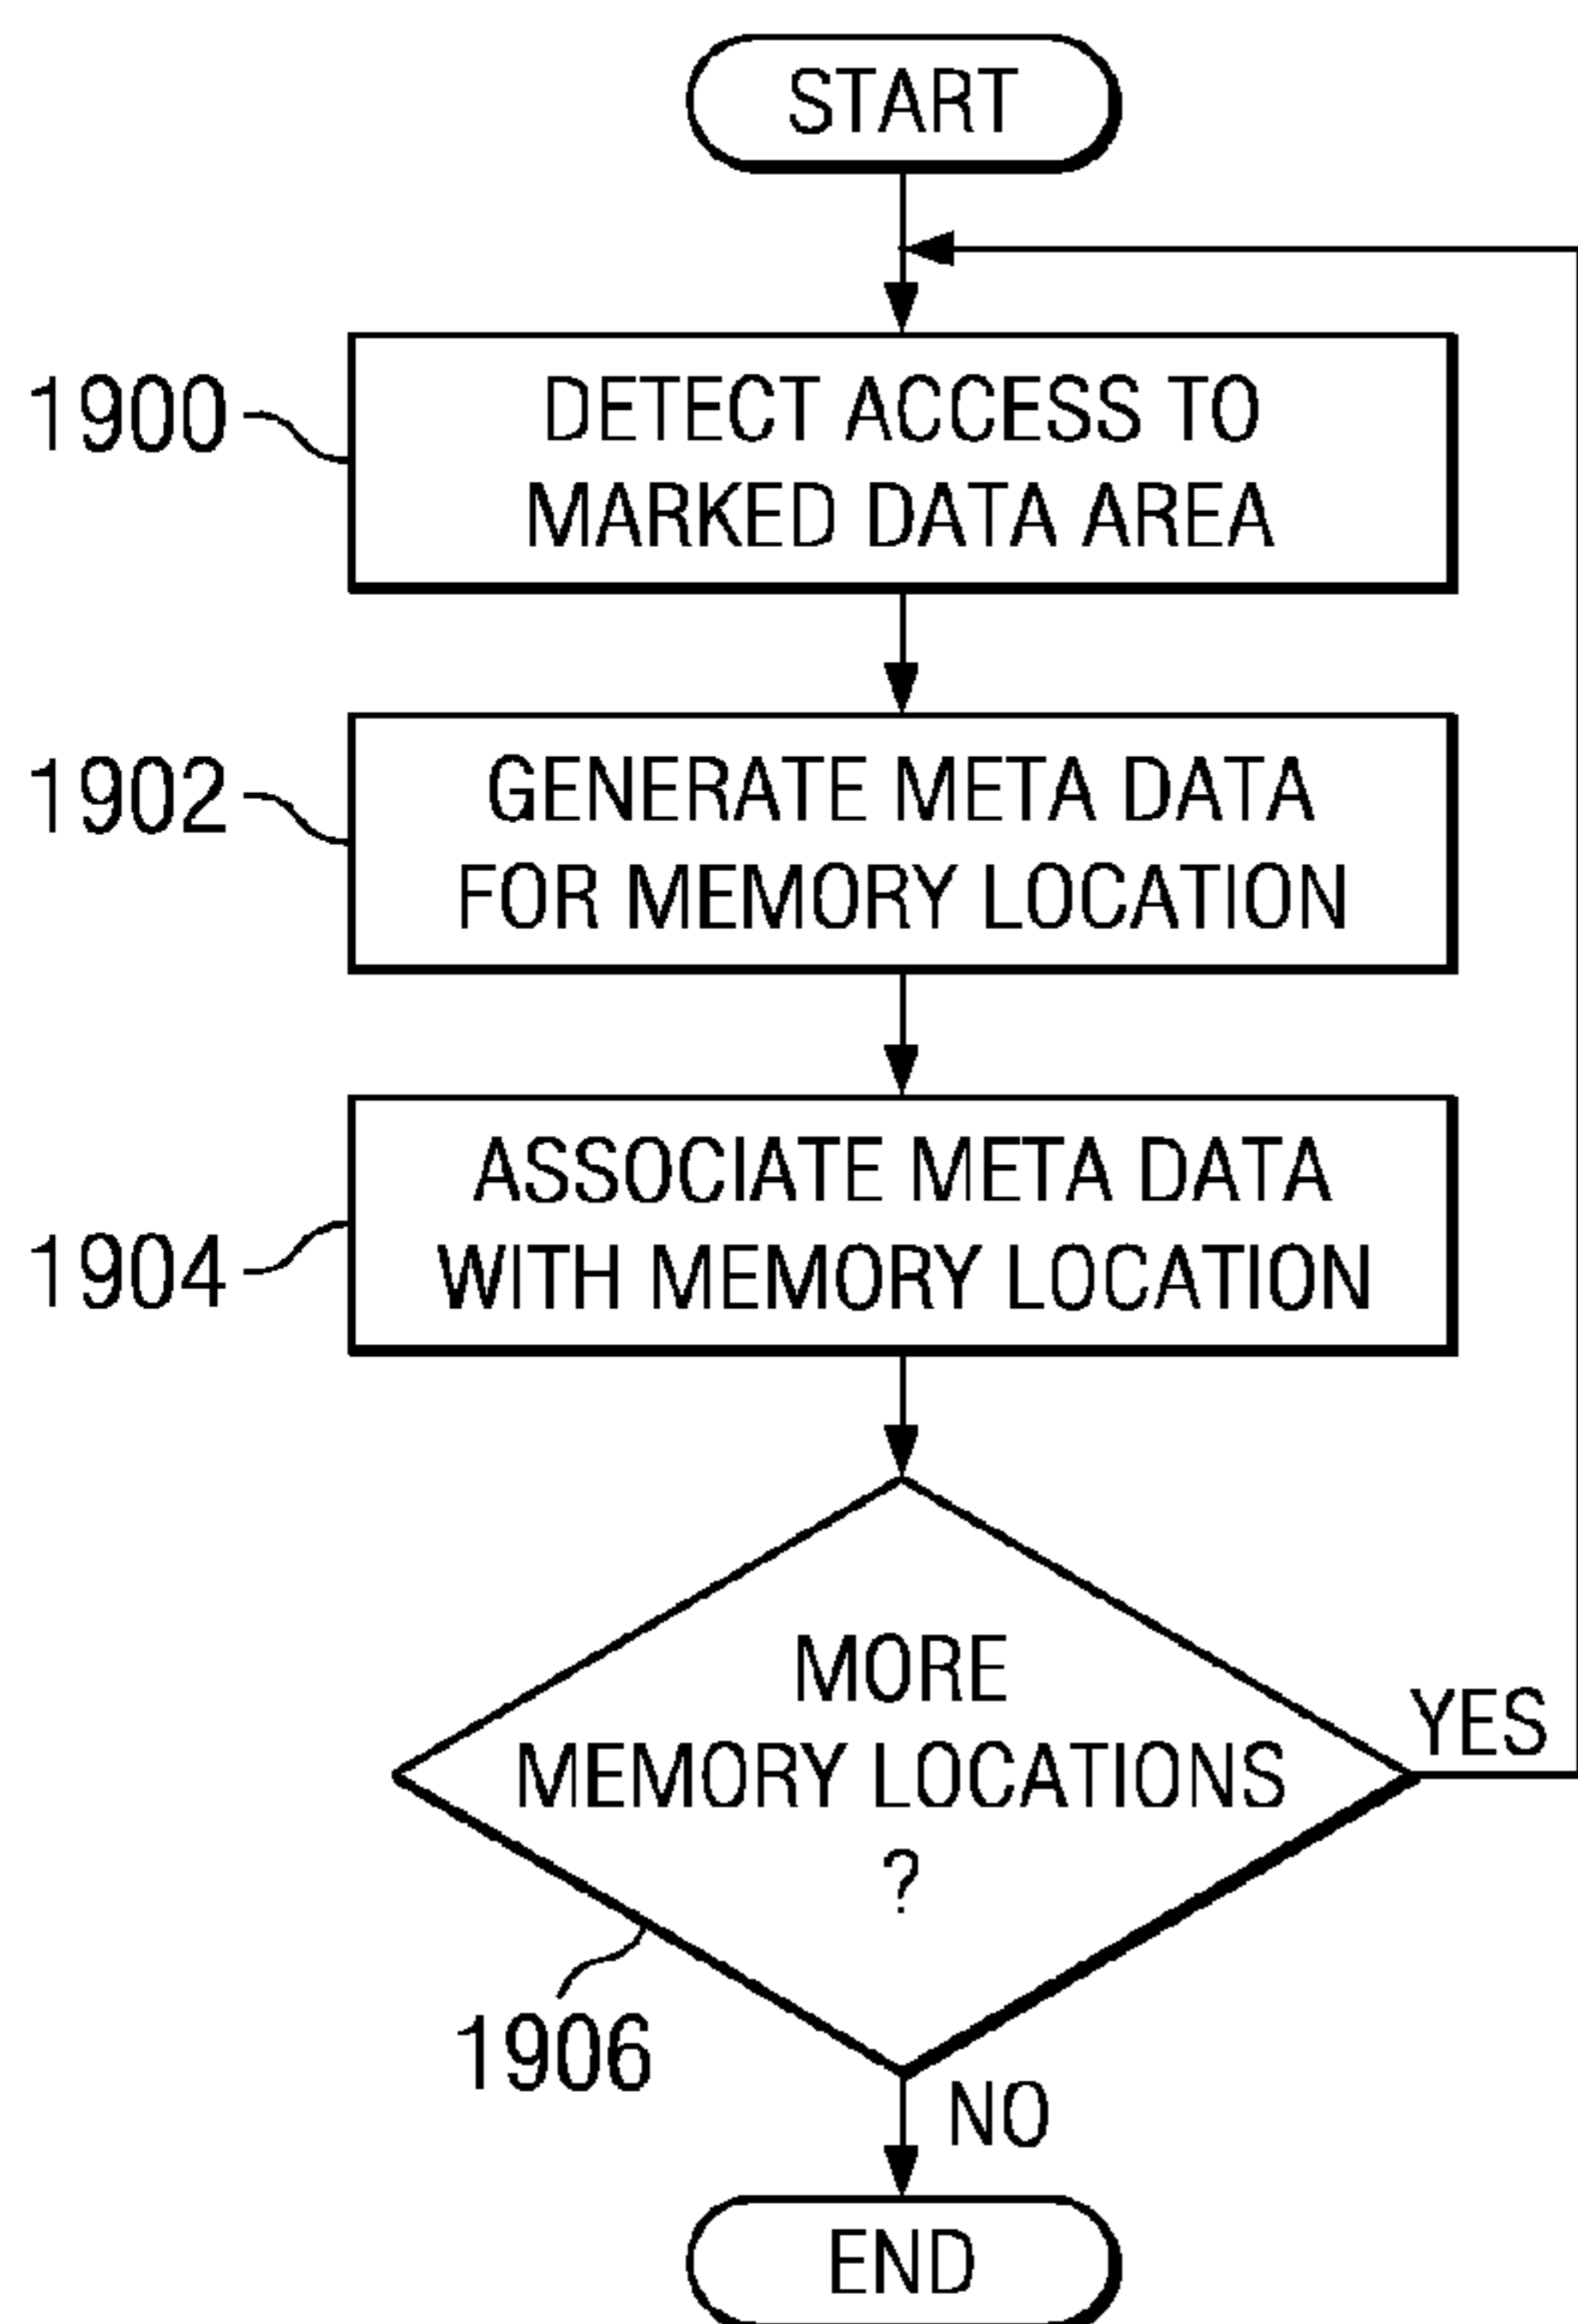 START
1900
DETECT ACCESS TO
MARKED DATA AREA
1902
GENERATE META DATA
FOR MEMORY LOCATION
1904
ASSOCIATE META DATA
WITH MEMORY LOCATION
MORE
MEMORY LOCATIONS
?
YES
1906
NO
END